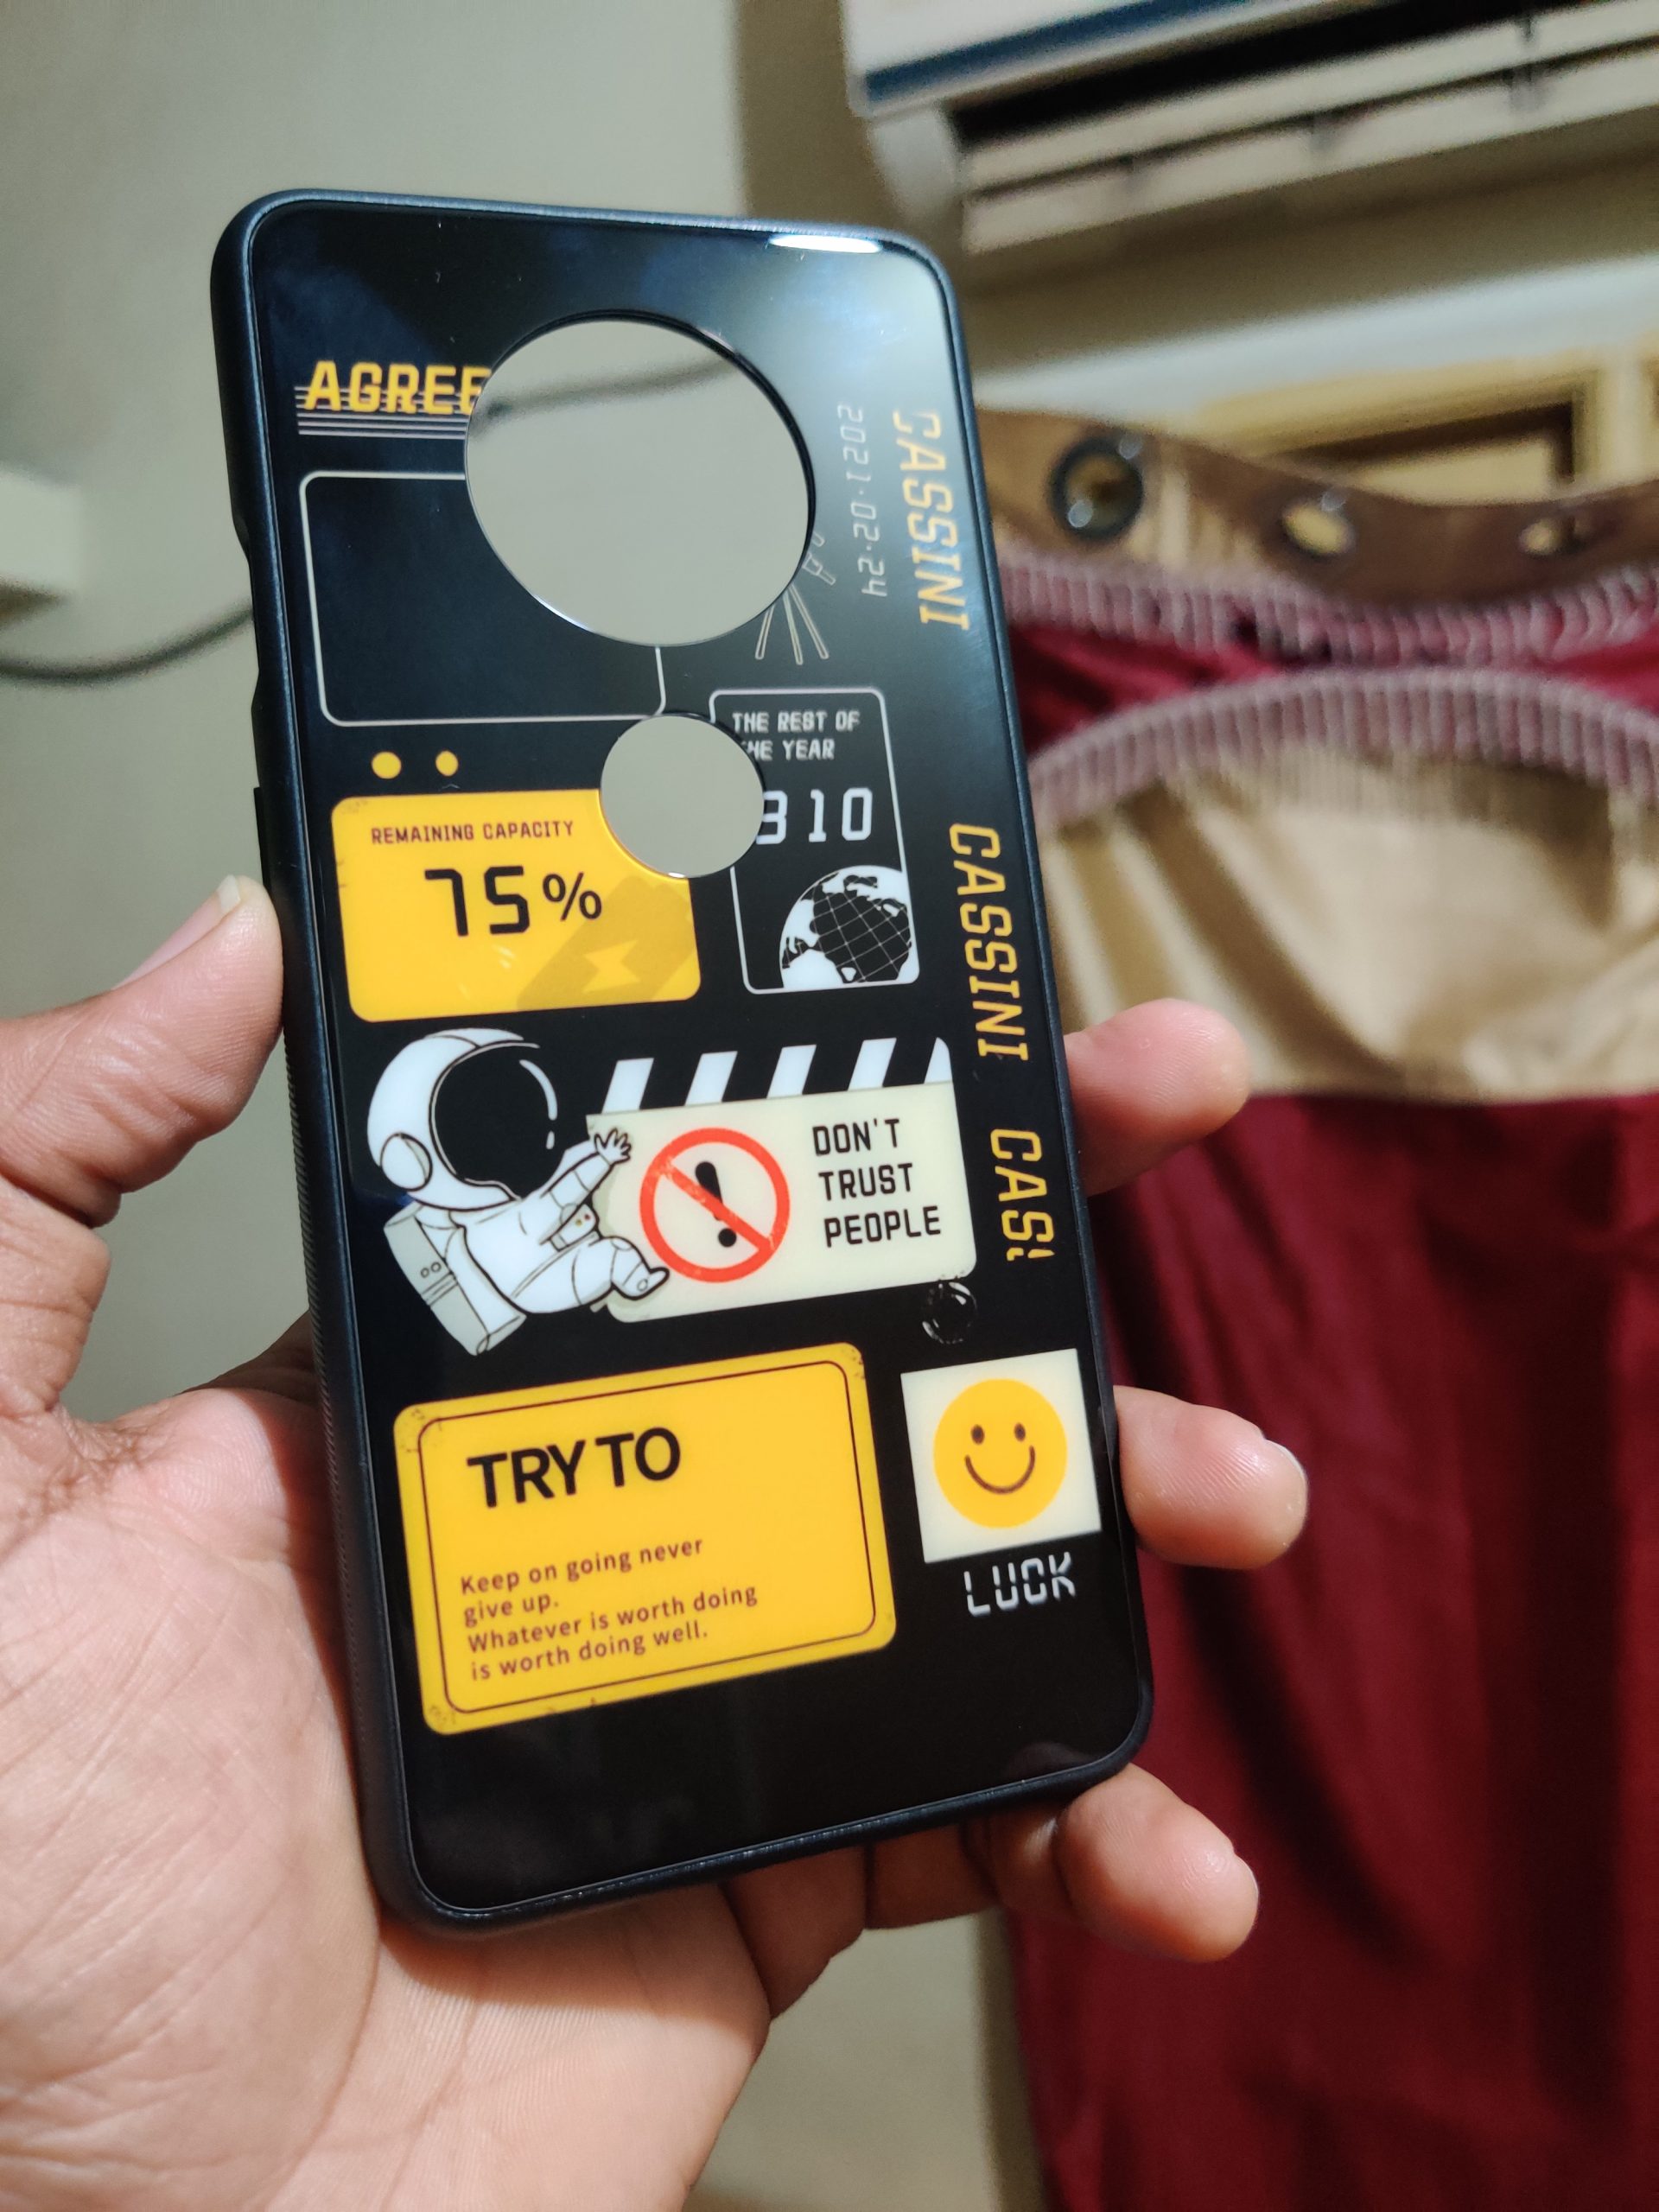 AGREE
CASSINI
2021·02·24
THE REST OF
THE YEAR
310
REMAINING CAPACITY
75%
CASSINI
DON'T
TRUST
PEOPLE
CAS
TRY TO
Keep on going never
give up.
Whatever is worth doing
is worth doing well.
LUCK